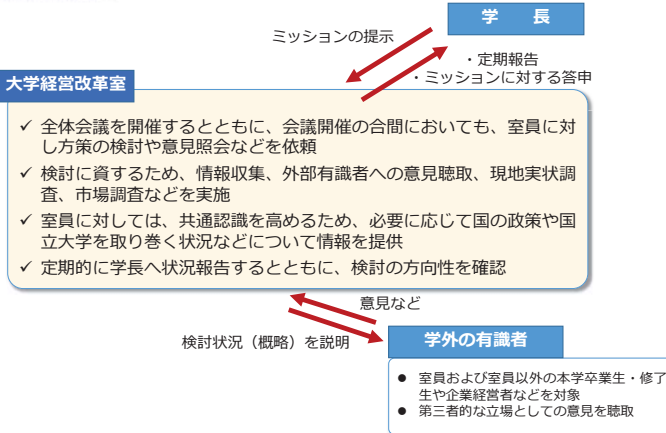 学　長
ミッションの提示
・定期報告
・ミッションに対する答申
大学経営改革室
✓ 全体会議を開催するとともに、会議開催の合間においても、室員に対
し方策の検討や意見照会などを依頼
✓ 検討に資するため、情報収集、外部有識者への意見聴取、現地実状調
査、市場調査などを実施
✓ 室員に対しては、共通認識を高めるため、必要に応じて国の政策や国
立大学を取り巻く状況などについて情報を提供
✓ 定期的に学長へ状況報告するとともに、検討の方向性を確認
意見など
検討状況（概略）を説明
学外の有識者
● 室員および室員以外の本学卒業生・修了
生や企業経営者などを対象
● 第三者的な立場としての意見を聴取